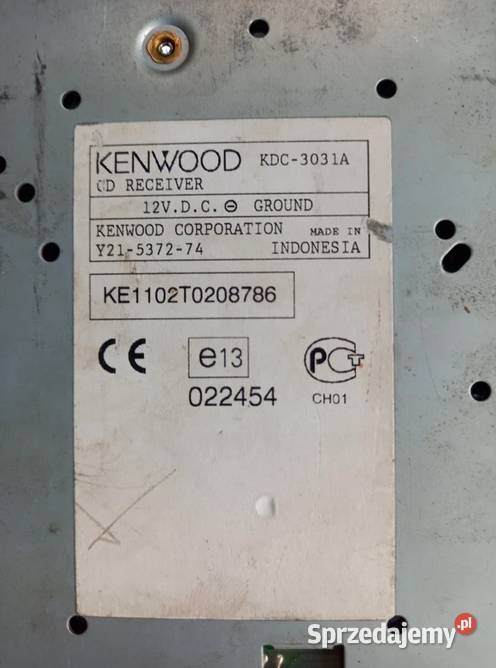 KENWOOD KDC-3031A
CD RECEIVER
12V.D.C. ⊖ GROUND
KENWOOD CORPORATION MADE IN
Y21-5372-74 INDONESIA
KE1102T0208786
CE e13 PCT
022454 CH01
Sprzedajemy.pl